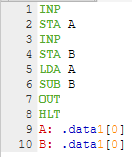 1 INP
2 STA A
3 INP
4 STA B
5 LDA A
6 SUB B
7 OUT
8 HLT
9 A: .data1[0]
10 B: .data1[0]